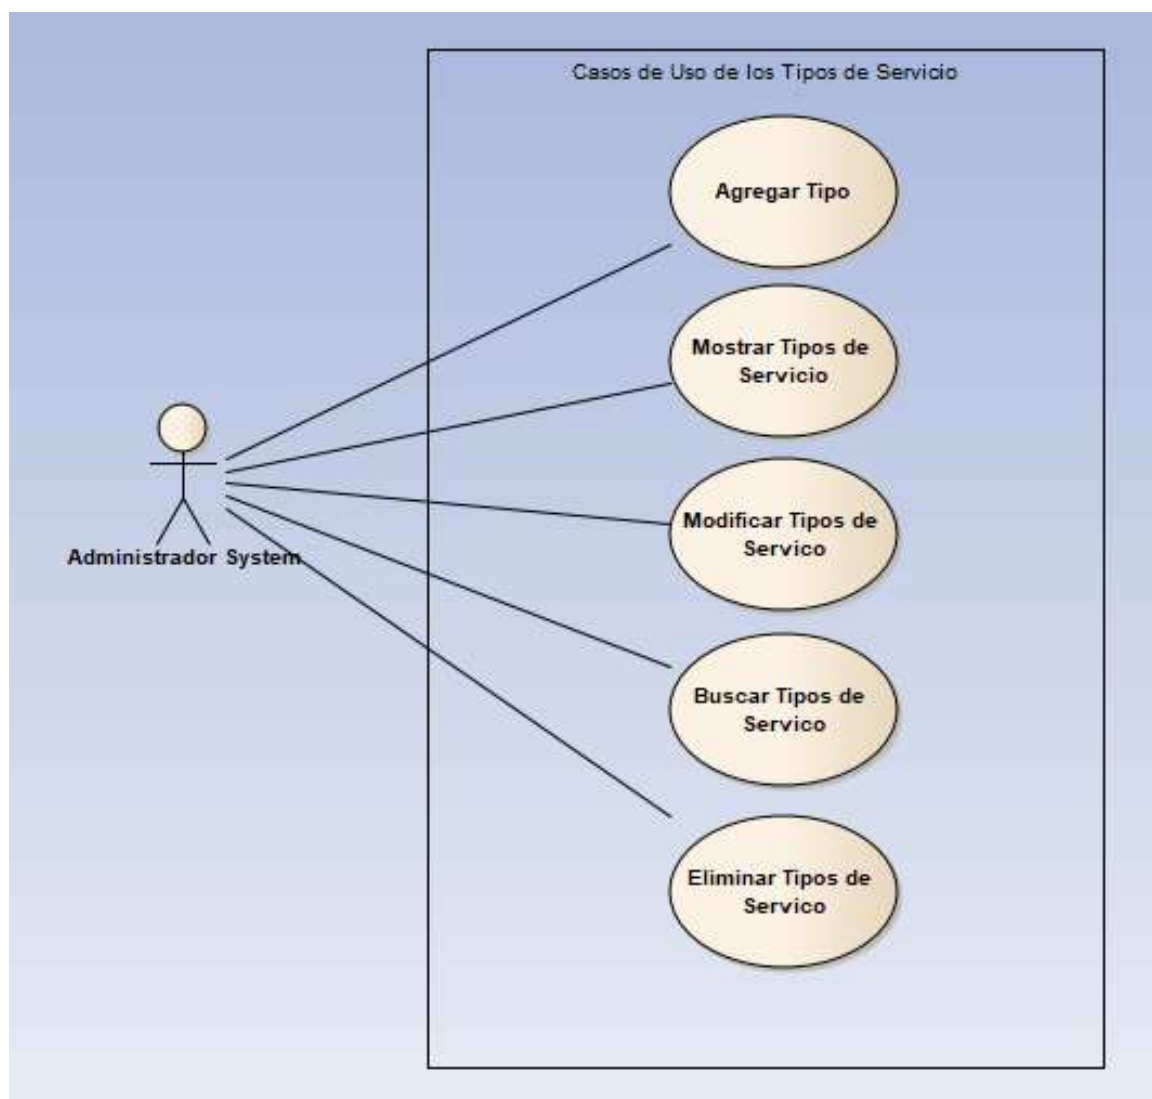 Casos de Uso de los Tipos de Servicio
Agregar Tipo
Mostrar Tipos de
Servicio
Administrador System
Modificar Tipos de
Servico
Buscar Tipos de
Servico
Eliminar Tipos de
Servico